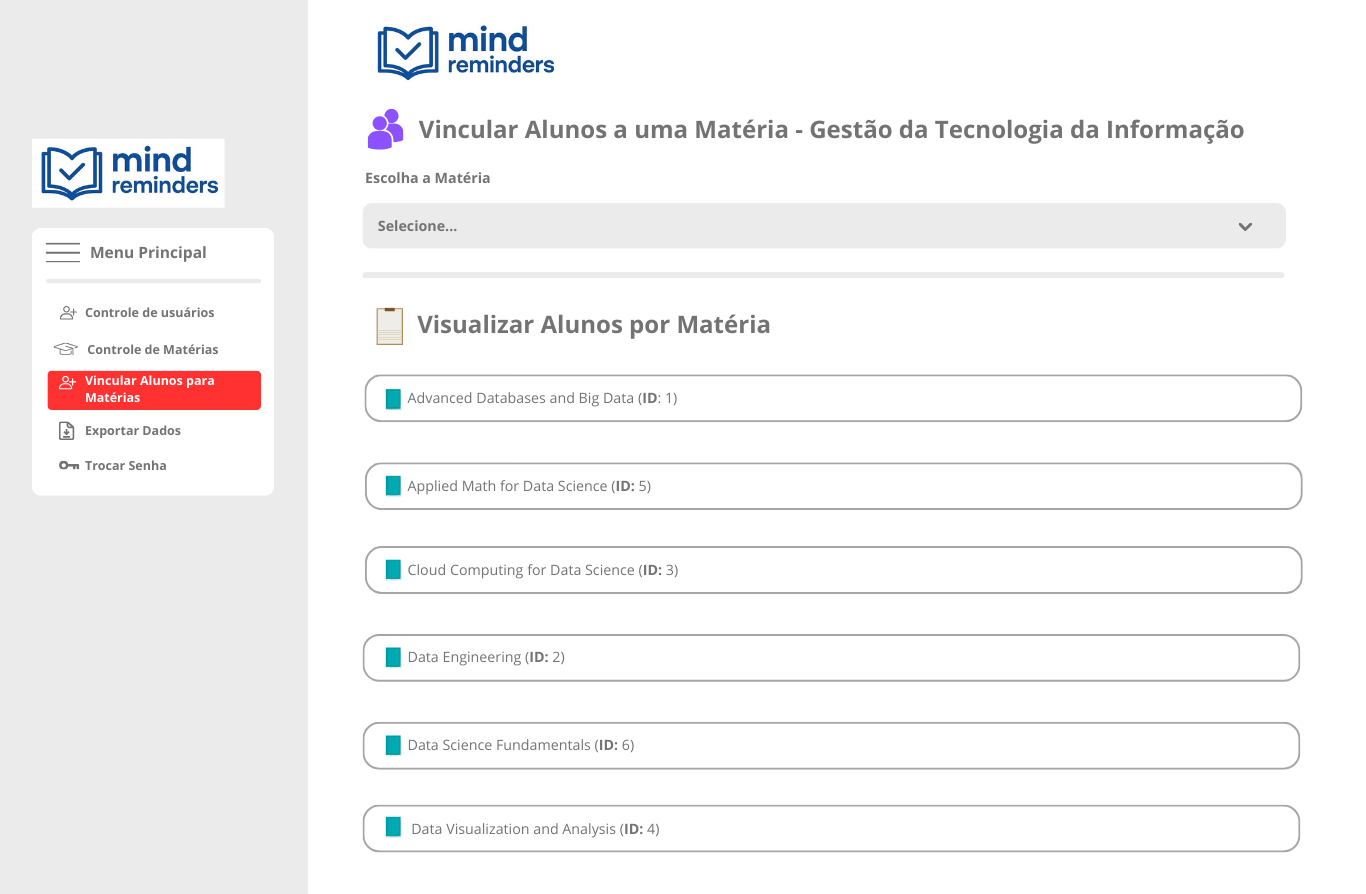 mind
reminders
Menu Principal
Controle de usuários
Controle de Matérias
Vincular Alunos para
Matérias
Exportar Dados
Trocar Senha
mind
reminders
Vincular Alunos a uma Matéria - Gestão da Tecnologia da Informação
Escolha a Matéria
Selecione...
Visualizar Alunos por Matéria
Advanced Databases and Big Data (ID: 1)
Applied Math for Data Science (ID: 5)
Cloud Computing for Data Science (ID: 3)
Data Engineering (ID: 2)
Data Science Fundamentals (ID: 6)
Data Visualization and Analysis (ID: 4)